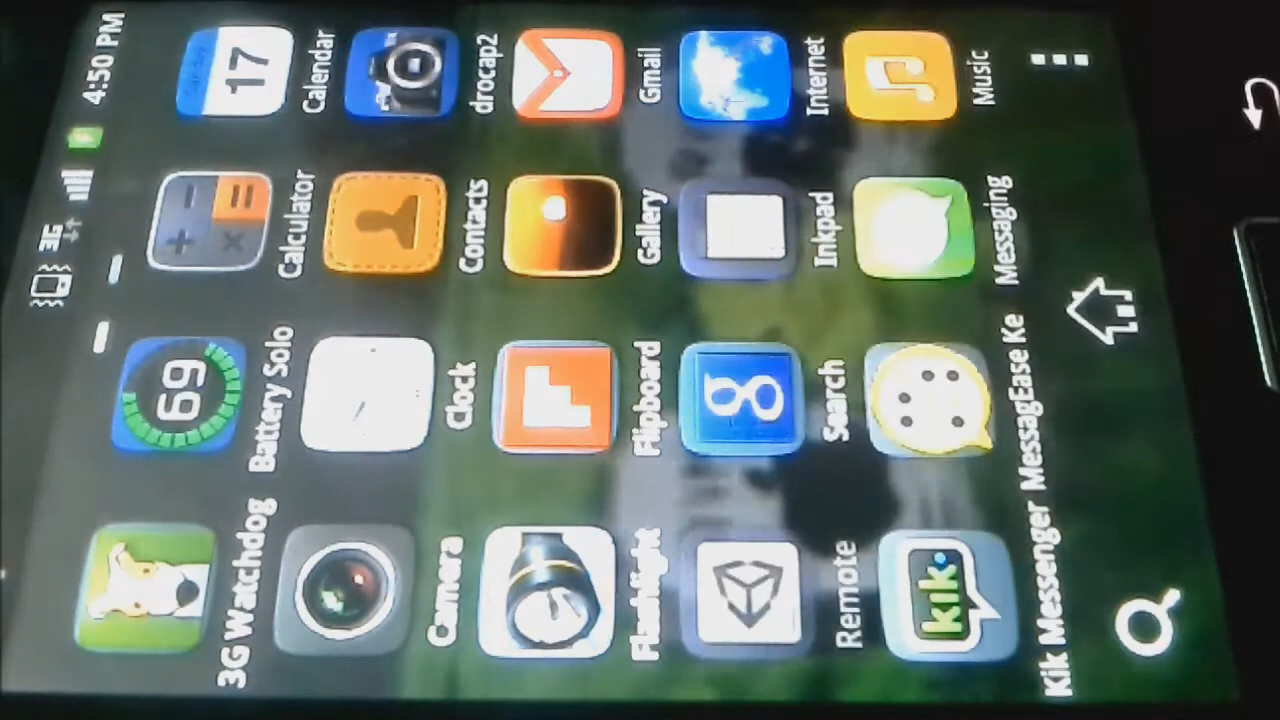 3G 4:50 PM
69 17
3G Watchdog Battery Solo Calculator Calendar
Camera Clock Contacts drocap2
Flashlight Flipboard Gallery Gmail
g
Remote Search Inkpad Internet
kik
Kik Messenger MessagEase Ke Messaging Music